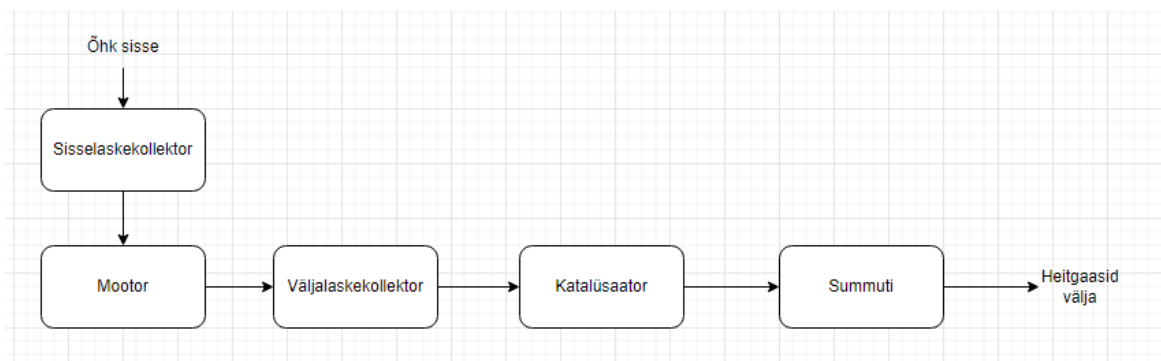 Õhk sisse
Sisselaskekollektor
Mootor
Väljalaskekollektor
Katalüsaator
Summuti
Heitgaasid
välja